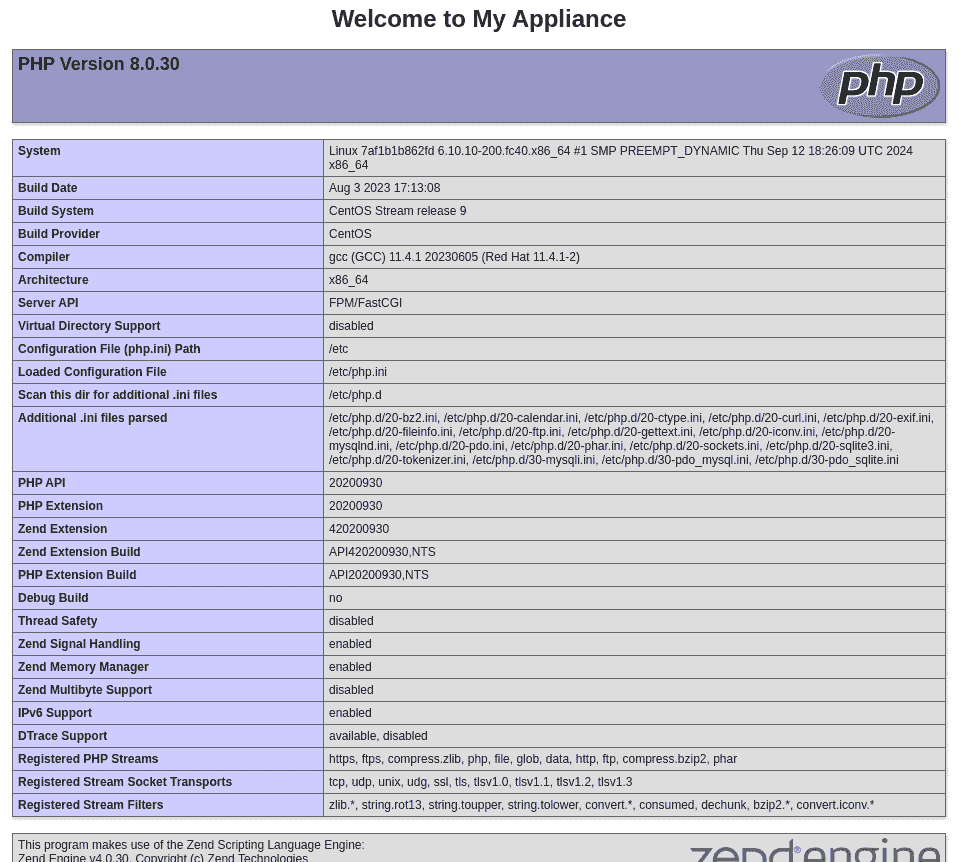 Welcome to My Appliance
PHP Version 8.0.30
php
System
Linux 7af1b1b862fd 6.10.10-200.fc40.x86_64 #1 SMP PREEMPT_DYNAMIC Thu Sep 12 18:26:09 UTC 2024
x86_64
Build Date
Aug 3 2023 17:13:08
Build System
CentOS Stream release 9
Build Provider
CentOS
Compiler
gcc (GCC) 11.4.1 20230605 (Red Hat 11.4.1-2)
Architecture
x86_64
Server API
FPM/FastCGI
Virtual Directory Support
disabled
Configuration File (php.ini) Path
/etc
Loaded Configuration File
/etc/php.ini
Scan this dir for additional .ini files
/etc/php.d
Additional .ini files parsed
/etc/php.d/20-bz2.ini, /etc/php.d/20-calendar.ini, /etc/php.d/20-ctype.ini, /etc/php.d/20-curl.ini, /etc/php.d/20-exif.ini,
/etc/php.d/20-fileinfo.ini, /etc/php.d/20-ftp.ini, /etc/php.d/20-gettext.ini, /etc/php.d/20-iconv.ini, /etc/php.d/20-
mysqlnd.ini, /etc/php.d/20-pdo.ini, /etc/php.d/20-phar.ini, /etc/php.d/20-sockets.ini, /etc/php.d/20-sqlite3.ini,
/etc/php.d/20-tokenizer.ini, /etc/php.d/30-mysqli.ini, /etc/php.d/30-pdo_mysql.ini, /etc/php.d/30-pdo_sqlite.ini
PHP API
20200930
PHP Extension
20200930
Zend Extension
420200930
Zend Extension Build
API420200930,NTS
PHP Extension Build
API20200930,NTS
Debug Build
no
Thread Safety
disabled
Zend Signal Handling
enabled
Zend Memory Manager
enabled
Zend Multibyte Support
disabled
IPv6 Support
enabled
DTrace Support
available, disabled
Registered PHP Streams
https, ftps, compress.zlib, php, file, glob, data, http, ftp, compress.bzip2, phar
Registered Stream Socket Transports
tcp, udp, unix, udg, ssl, tls, tlsv1.0, tlsv1.1, tlsv1.2, tlsv1.3
Registered Stream Filters
zlib.*, string.rot13, string.toupper, string.tolower, convert.*, consumed, dechunk, bzip2.*, convert.iconv.*
This program makes use of the Zend Scripting Language Engine:
Zend Engine v4.0.30, Copyright (c) Zend Technologies
zend®engine